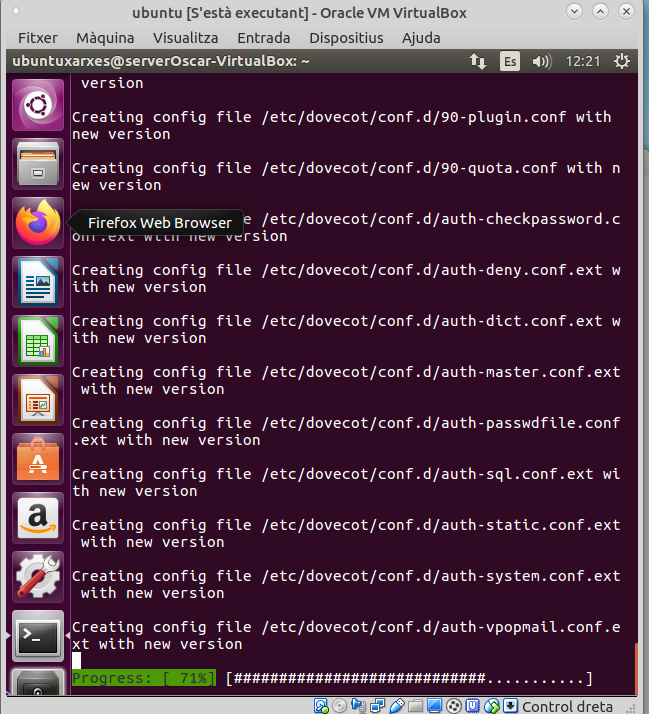 ubuntu [S'està executant] - Oracle VM VirtualBox
Fitxer Màquina Visualitza Entrada Dispositius Ajuda
ubuntuxarxes@serverOscar-VirtualBox: ~ Es 12:21
version
Creating config file /etc/dovecot/conf.d/90-plugin.conf with
new version
Creating config file /etc/dovecot/conf.d/90-quota.conf with n
ew version
Firefox Web Browser
le /etc/dovecot/conf.d/auth-checkpassword.c
onf.ext with new version
Creating config file /etc/dovecot/conf.d/auth-deny.conf.ext w
ith new version
Creating config file /etc/dovecot/conf.d/auth-dict.conf.ext w
ith new version
Creating config file /etc/dovecot/conf.d/auth-master.conf.ext
with new version
Creating config file /etc/dovecot/conf.d/auth-passwdfile.conf
.ext with new version
Creating config file /etc/dovecot/conf.d/auth-sql.conf.ext wi
th new version
Creating config file /etc/dovecot/conf.d/auth-static.conf.ext
with new version
Creating config file /etc/dovecot/conf.d/auth-system.conf.ext
with new version
Creating config file /etc/dovecot/conf.d/auth-vpopmail.conf.e
xt with new version
Progress: [ 71%] [############################...........]
Control dreta